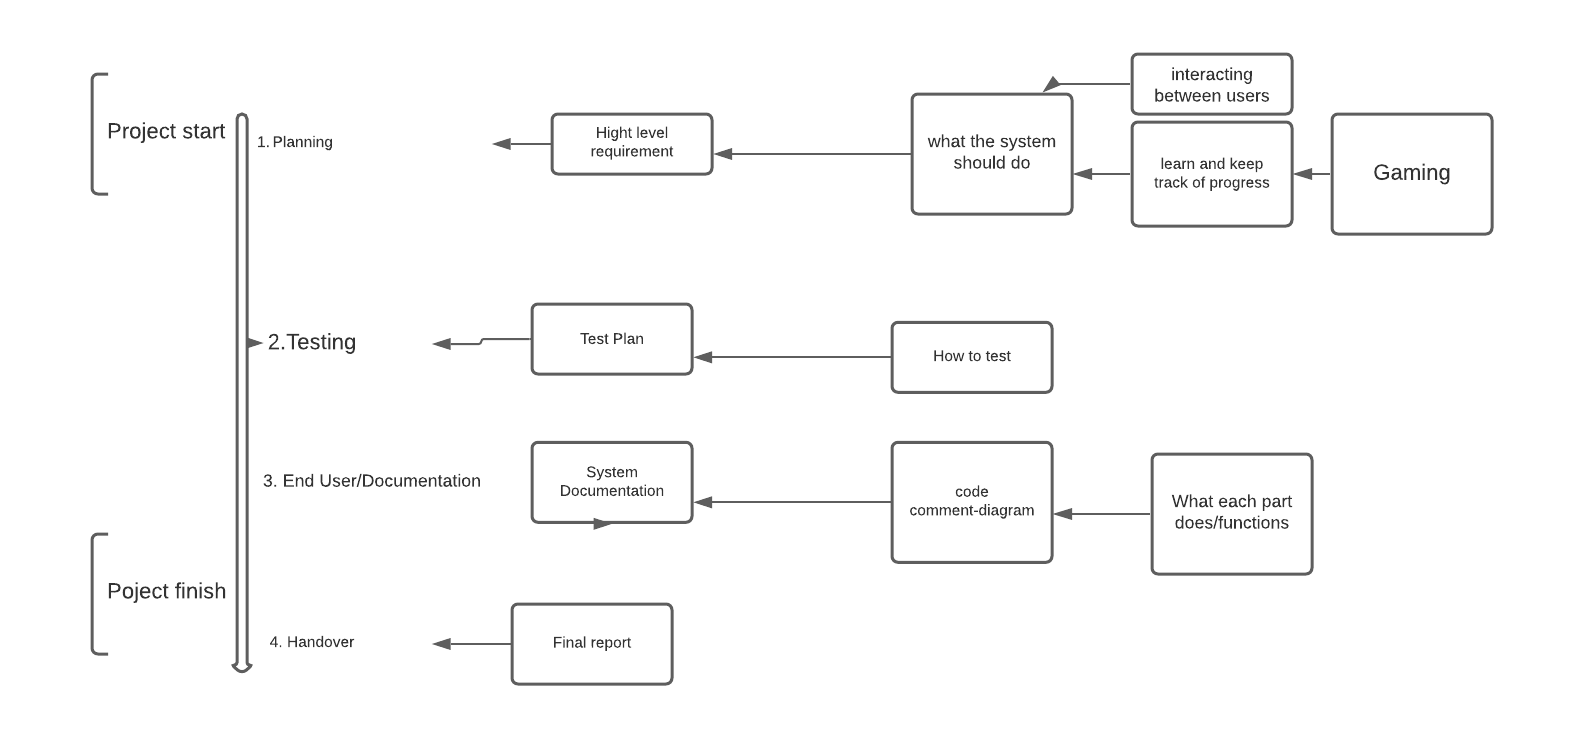 Project start
1. Planning
Hight level
requirement
what the system
should do
interacting
between users
learn and keep
track of progress
Gaming
2.Testing
Test Plan
How to test
3. End User/Documentation
System
Documentation
code
comment-diagram
What each part
does/functions
Poject finish
4. Handover
Final report